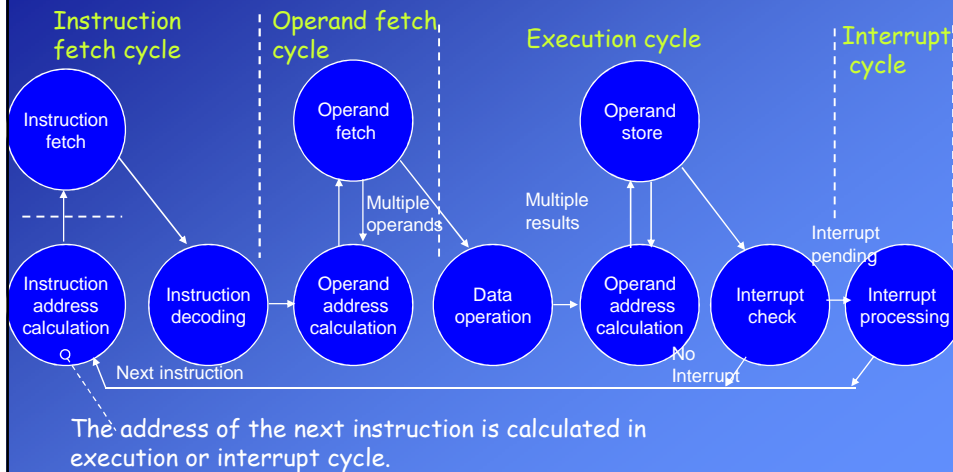 Instruction
fetch cycle
Operand fetch
cycle
Execution cycle
Interrupt
cycle
Instruction
fetch
Operand
fetch
Operand
store
Multiple
operands
Multiple
results
Interrupt
pending
Instruction
address
calculation
Instruction
decoding
Operand
address
calculation
Data
operation
Operand
address
calculation
Interrupt
check
Interrupt
processing
No
Interrupt
Next instruction
The address of the next instruction is calculated in
execution or interrupt cycle.